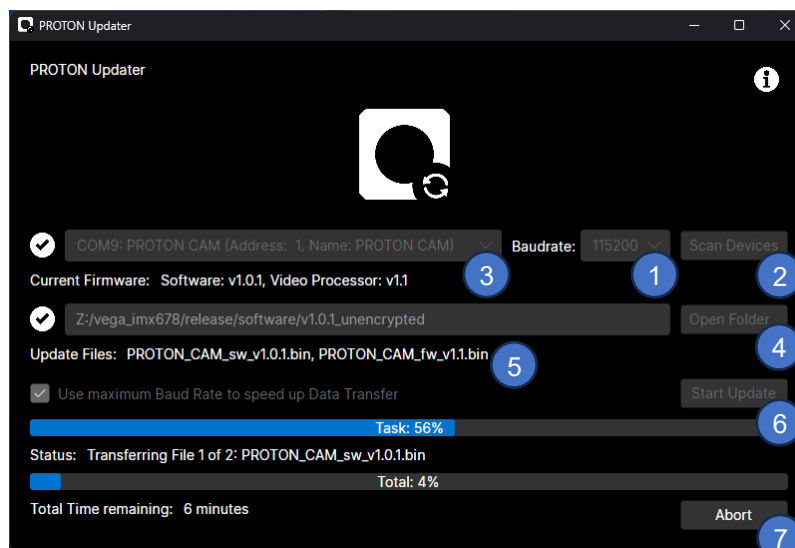 PROTON Updater
PROTON Updater
COM9: PROTON CAM (Address: 1, Name: PROTON CAM) Baudrate: 115200 Scan Devices
3 1 2
Current Firmware: Software: v1.0.1, Video Processor: v1.1
Z:/vega_imx678/release/software/v1.0.1_unencrypted Open Folder
4
Update Files: PROTON_CAM_sw_v1.0.1.bin, PROTON_CAM_fw_v1.1.bin
5
Use maximum Baud Rate to speed up Data Transfer Start Update
6
Task: 56%
Status: Transferring File 1 of 2: PROTON_CAM_sw_v1.0.1.bin
Total: 4%
Total Time remaining: 6 minutes Abort
7